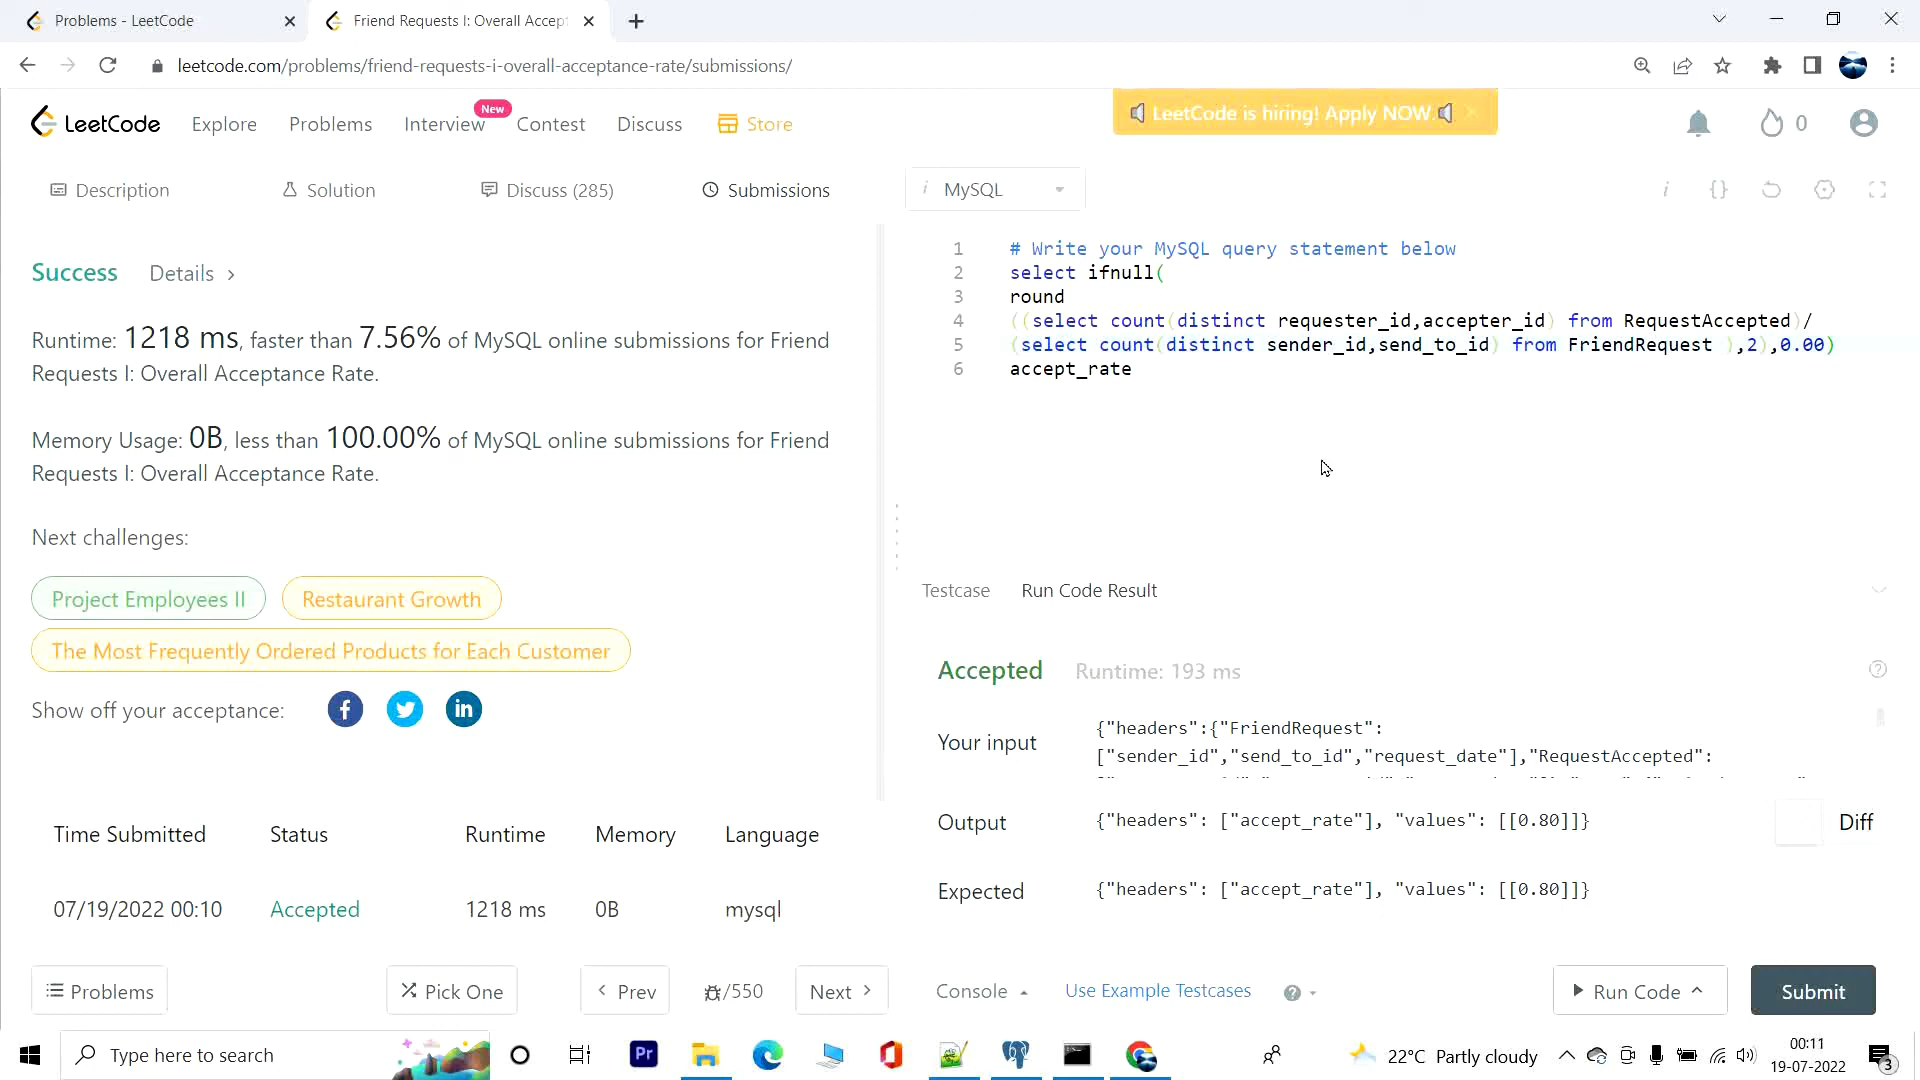 Problems - LeetCode
Friend Requests I: Overall Accept
leetcode.com/problems/friend-requests-i-overall-acceptance-rate/submissions/
LeetCode
Explore
Problems
Interview
New
Contest
Discuss
Store
LeetCode is hiring! Apply NOW.
0
Description
Solution
Discuss (285)
Submissions
i MySQL
i {}
Success
Details >
Runtime: 1218 ms, faster than 7.56% of MySQL online submissions for Friend
Requests I: Overall Acceptance Rate.
Memory Usage: 0B, less than 100.00% of MySQL online submissions for Friend
Requests I: Overall Acceptance Rate.
Next challenges:
Project Employees II
Restaurant Growth
The Most Frequently Ordered Products for Each Customer
Show off your acceptance:
Time Submitted Status Runtime Memory Language
07/19/2022 00:10 Accepted 1218 ms 0B mysql
1 # Write your MySQL query statement below
2 select ifnull(
3 round
4 ((select count(distinct requester_id,accepter_id) from RequestAccepted)/
5 (select count(distinct sender_id,send_to_id) from FriendRequest ),2),0.00)
6 accept_rate
Testcase
Run Code Result
Accepted Runtime: 193 ms
Your input
{"headers":{"FriendRequest":
["sender_id","send_to_id","request_date"],"RequestAccepted":
Output {"headers": ["accept_rate"], "values": [[0.80]]}
Diff
Expected {"headers": ["accept_rate"], "values": [[0.80]]}
Problems
Pick One
Prev
/550
Next
Console
Use Example Testcases
Run Code
Submit
Type here to search
Pr
22°C Partly cloudy
00:11
19-07-2022
3